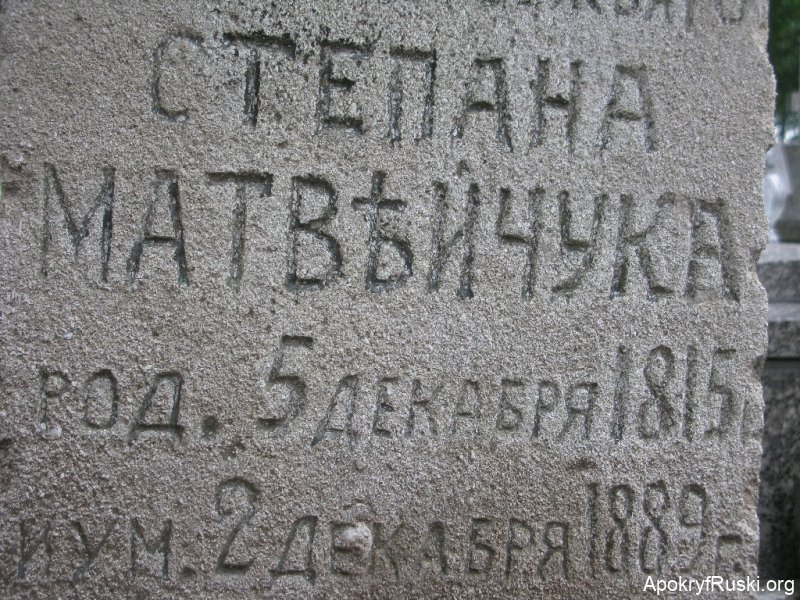 СТЕПАНА
МАТВѢЙЧУКА
РОД. 5 ДЕКАБРЯ 1815 г
И УМ. 2 ДЕКАБРЯ 1889 г.
ApokryfRuski.org